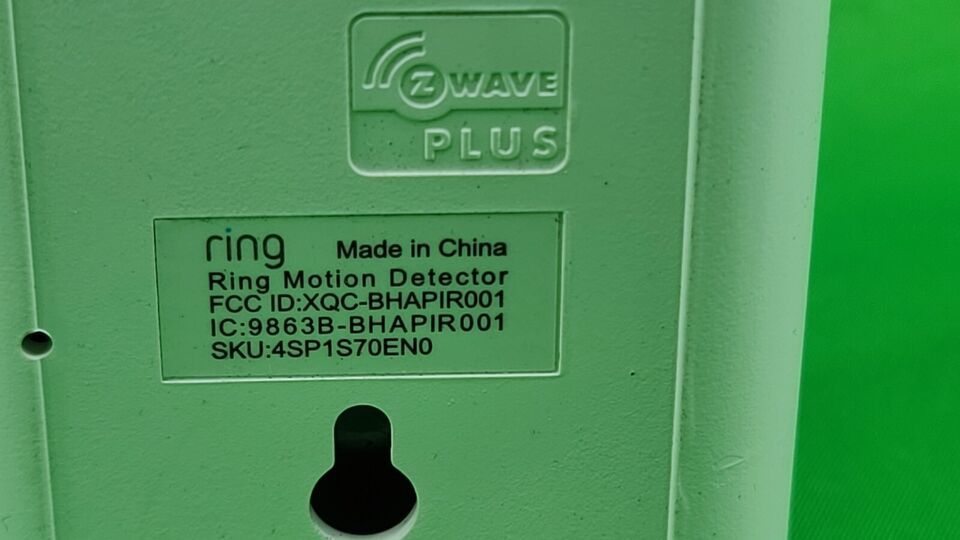 Z WAVE
PLUS
ring Made in China
Ring Motion Detector
FCC ID:XQC-BHAPIR001
IC:9863B-BHAPIR001
SKU:4SP1S70EN0